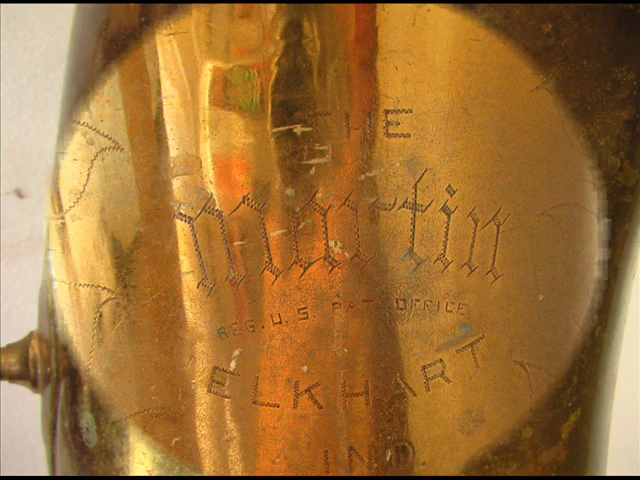 THE
Martin
REG. U.S. PAT. OFFICE
ELKHART
IND.